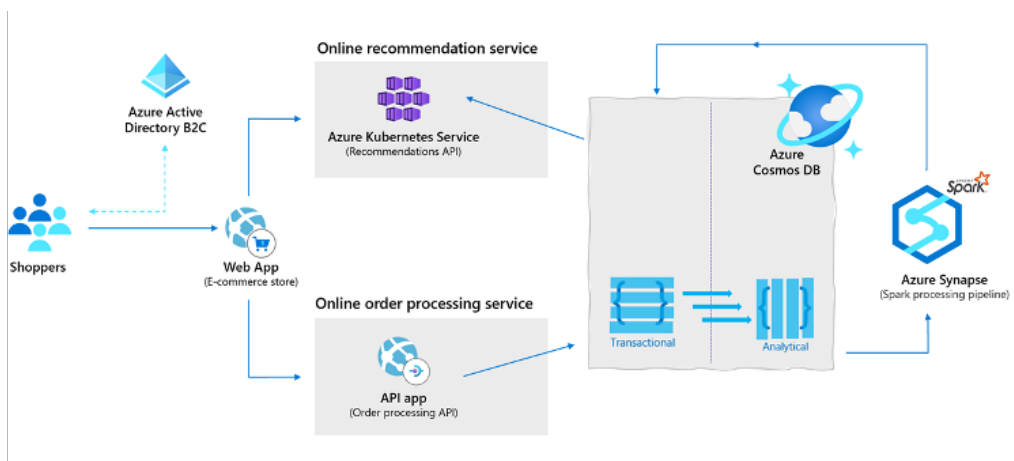 Online recommendation service
Azure Active
Directory B2C
Azure Kubernetes Service
(Recommendations API)
Azure
Cosmos DB
APACHE
Spark
Shoppers
Web App
(E-commerce store)
Azure Synapse
(Spark processing pipeline)
Online order processing service
Transactional
Analytical
API app
(Order processing API)